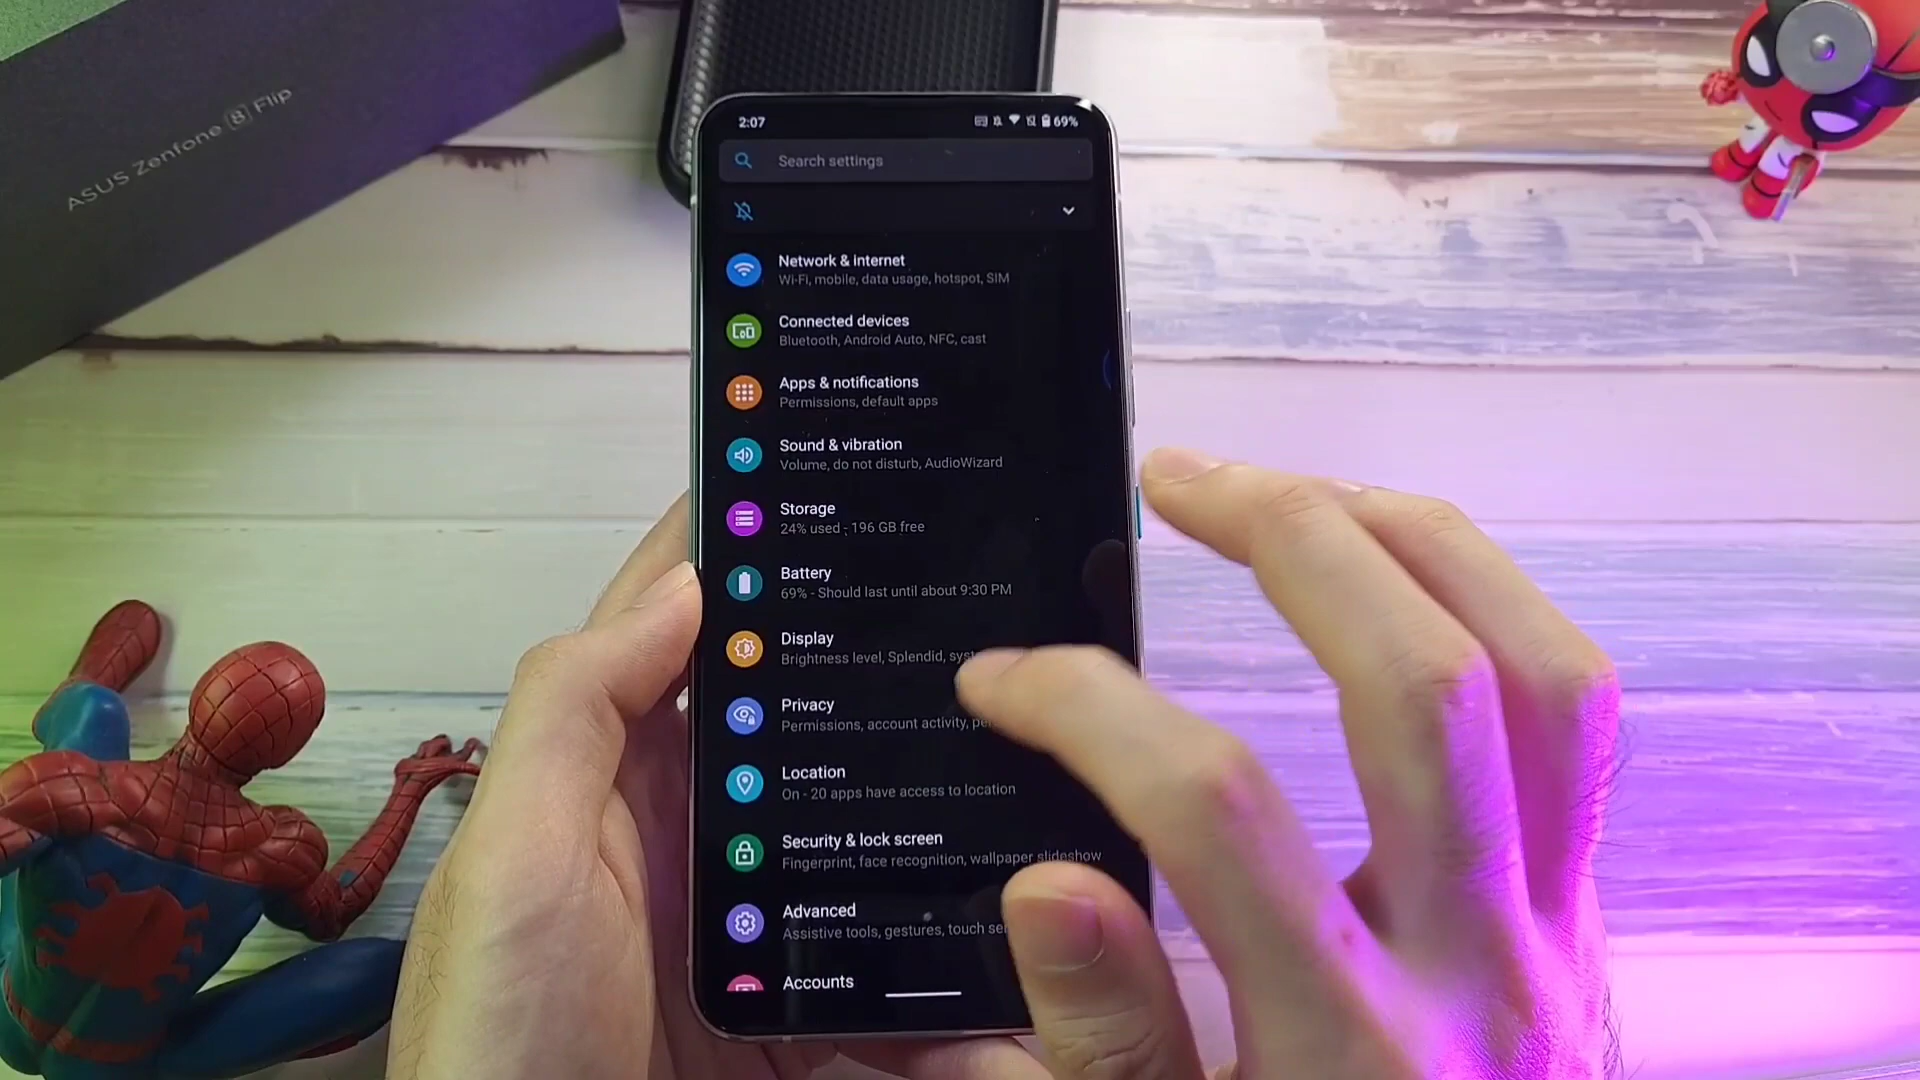 ASUS Zenfone 8 Flip
2:07
69%
Search settings
Network & internet
Wi-Fi, mobile, data usage, hotspot, SIM
Connected devices
Bluetooth, Android Auto, NFC, cast
Apps & notifications
Permissions, default apps
Sound & vibration
Volume, do not disturb, AudioWizard
Storage
24% used - 196 GB free
Battery
69% - Should last until about 9:30 PM
Display
Brightness level, Splendid,
Privacy
Permissions, account activity,
Location
On - 20 apps have access to location
Security & lock screen
Fingerprint, face recognition, wallpaper slideshow
Advanced
Assistive tools, gestures, touch
Accounts